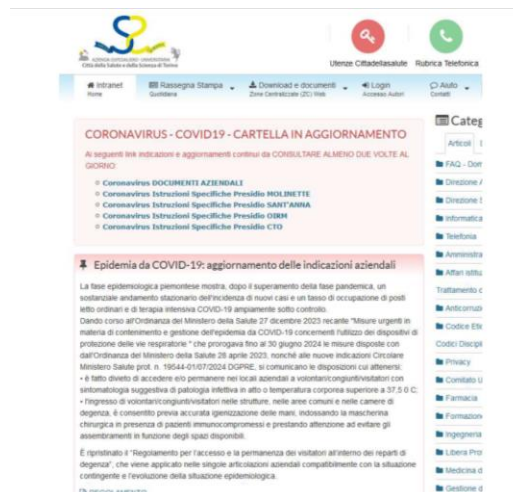 AZIENDA OSPEDALIERO - UNIVERSITARIA
Città della Salute e della Scienza di Torino
Utenze Cittadellasalute
Rubrica Telefonica
Intranet
Home
Rassegna Stampa
Quotidiana
Download e documenti
Zone Centralizzate (ZC) Web
Login
Accesso Autori
Aiuto
Contatti
CORONAVIRUS - COVID19 - CARTELLA IN AGGIORNAMENTO
Ai seguenti link indicazioni e aggiornamenti continui da CONSULTARE ALMENO DUE VOLTE AL
GIORNO:
Coronavirus DOCUMENTI AZIENDALI
Coronavirus Istruzioni Specifiche Presidio MOLINETTE
Coronavirus Istruzioni Specifiche Presidio SANT'ANNA
Coronavirus Istruzioni Specifiche Presidio OIRM
Coronavirus Istruzioni Specifiche Presidio CTO
Epidemia da COVID-19: aggiornamento delle indicazioni aziendali
La fase epidemiologica piemontese mostra, dopo il superamento della fase pandemica, un
sostanziale andamento stazionario dell'incidenza di nuovi casi e un tasso di occupazione di posti
letto ordinari e di terapia intensiva COVID-19 ampiamente sotto controllo.
Dando corso all'Ordinanza del Ministero della Salute 27 dicembre 2023 recante "Misure urgenti in
materia di contenimento e gestione dell'epidemia da COVID-19 concernenti l'utilizzo dei dispositivi di
protezione delle vie respiratorie " che prorogava fino al 30 giugno 2024 le misure disposte con
dall'Ordinanza del Ministero della Salute 28 aprile 2023, nonché alle nuove indicazioni Circolare
Ministero Salute prot. n. 19544-01/07/2024 DGPRE, si comunicano le disposizioni cui attenersi:
• è fatto divieto di accedere e/o permanere nei locali aziendali a volontari/congiunti/visitatori con
sintomatologia suggestiva di patologia infettiva in atto o temperatura corporea superiore a 37,5 0 C;
• l'ingresso di volontari/congiunti/visitatori nelle strutture, nelle aree comuni e nelle camere di
degenza, è consentito previa accurata igienizzazione delle mani, indossando la mascherina
chirurgica in presenza di pazienti immunocompromessi e prestando attenzione ad evitare gli
assembramenti in funzione degli spazi disponibili.
È ripristinato il "Regolamento per l'accesso e la permanenza dei visitatori all'interno dei reparti di
degenza", che viene applicato nelle singole articolazioni aziendali compatibilmente con la situazione
contingente e l'evoluzione della situazione epidemiologica.
REGOLAMENTO
Categ
Articoli
FAQ - Dom
Direzione A
Direzione S
Informatica
Telefonia
Amministra
Affari istitu
Trattamento d
Anticorruzi
Codice Etic
Codici Discipl
Privacy
Comitato U
Farmacia
Formazione
Ingegneria
Libera Prof
Medicina d
Gestione d